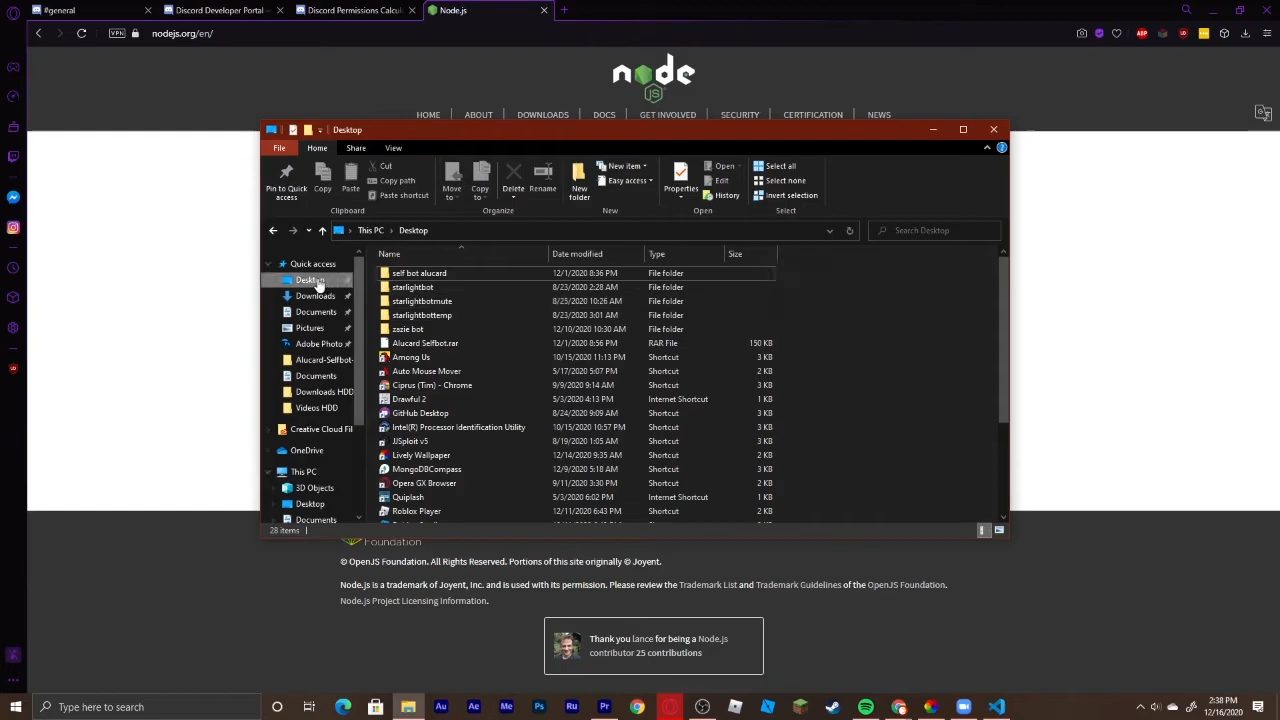 #general
Discord Developer Portal –
Discord Permissions Calcu
Node.js
VPN
nodejs.org/en/
ABP
node
JS
HOME
ABOUT
DOWNLOADS
DOCS
GET INVOLVED
SECURITY
CERTIFICATION
NEWS
Desktop
File
Home
Share
View
Pin to Quick access
Copy
Paste
Cut
Copy path
Paste shortcut
Clipboard
Move to
Copy to
Delete
Rename
Organize
New folder
New item
Easy access
New
Properties
Open
Edit
History
Open
Select all
Select none
Invert selection
Select
This PC > Desktop
Search Desktop
Name
Date modified
Type
Size
Quick access
Desktop
Downloads
Documents
Pictures
Adobe Photo
Alucard-Selfbot-
Documents
Downloads HDD
Videos HDD
Creative Cloud Fil
OneDrive
This PC
3D Objects
Desktop
Documents
self bot alucard 12/1/2020 8:36 PM File folder
starlightbot 8/23/2020 2:28 AM File folder
starlightbotmute 8/25/2020 10:26 AM File folder
starlightbottemp 8/23/2020 3:01 AM File folder
zazie bot 12/10/2020 10:30 AM File folder
Alucard Selfbot.rar 12/1/2020 8:56 PM RAR File 150 KB
Among Us 10/15/2020 11:13 PM Shortcut 3 KB
Auto Mouse Mover 5/17/2020 5:07 PM Shortcut 3 KB
Ciprus (Tim) - Chrome 9/9/2020 9:14 AM Shortcut 3 KB
Drawful 2 5/3/2020 4:13 PM Internet Shortcut 1 KB
GitHub Desktop 8/24/2020 9:09 AM Shortcut 3 KB
Intel(R) Processor Identification Utility 10/15/2020 10:57 PM Shortcut 3 KB
JJSploit v5 8/19/2020 1:05 AM Shortcut 3 KB
Lively Wallpaper 12/14/2020 9:35 AM Shortcut 2 KB
MongoDBCompass 12/9/2020 5:18 AM Shortcut 3 KB
Opera GX Browser 9/11/2020 3:30 PM Shortcut 2 KB
Quiplash 5/3/2020 6:02 PM Internet Shortcut 1 KB
Roblox Player 12/11/2020 6:43 PM Shortcut 2 KB
28 items
Foundation
© OpenJS Foundation. All Rights Reserved. Portions of this site originally © Joyent.
Node.js is a trademark of Joyent, Inc. and is used with its permission. Please review the Trademark List and Trademark Guidelines of the OpenJS Foundation.
Node.js Project Licensing Information.
Thank you lance for being a Node.js
contributor 25 contributions
Type here to search
Au
Ae
Me
Ps
Ru
Pr
2:38 PM
12/16/2020